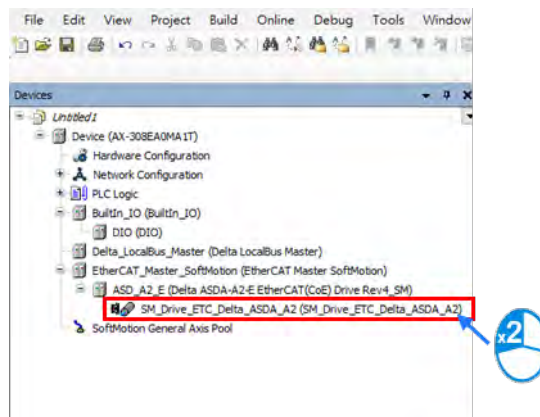 File Edit View Project Build Online Debug Tools Window
Devices
Untitled1
Device (AX-308EA0MA1T)
Hardware Configuration
Network Configuration
PLC Logic
BuiltIn_IO (BuiltIn_IO)
DIO (DIO)
Delta_LocalBus_Master (Delta LocalBus Master)
EtherCAT_Master_SoftMotion (EtherCAT Master SoftMotion)
ASD_A2_E (Delta ASDA-A2-E EtherCAT(CoE) Drive Rev4_SM)
SM_Drive_ETC_Delta_ASDA_A2 (SM_Drive_ETC_Delta_ASDA_A2)
x2
SoftMotion General Axis Pool